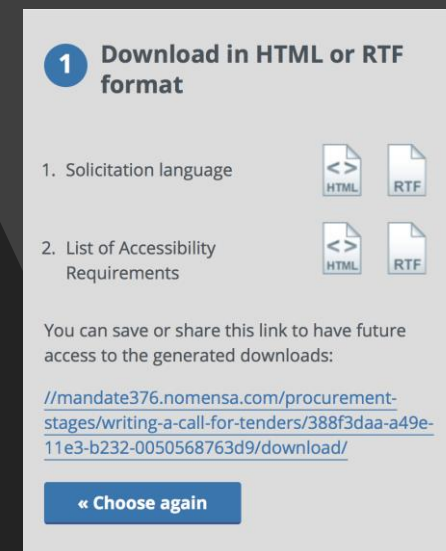 1
Download in HTML or RTF
format
1. Solicitation language
<>
HTML
RTF
2. List of Accessibility
Requirements
<>
HTML
RTF
You can save or share this link to have future
access to the generated downloads:
//mandate376.nomensa.com/procurement-
stages/writing-a-call-for-tenders/388f3daa-a49e-
11e3-b232-0050568763d9/download/
« Choose again